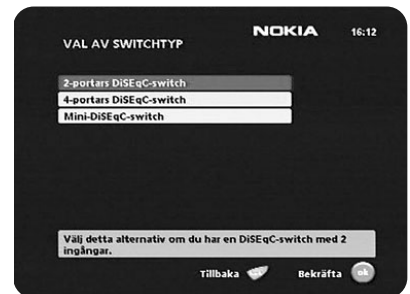 NOKIA 16:12
VAL AV SWITCHTYP
2-portars DiSEqC-switch
4-portars DiSEqC-switch
Mini-DiSEqC-switch
Välj detta alternativ om du har en DiSEqC-switch med 2
ingångar.
Tillbaka Bekräfta ok